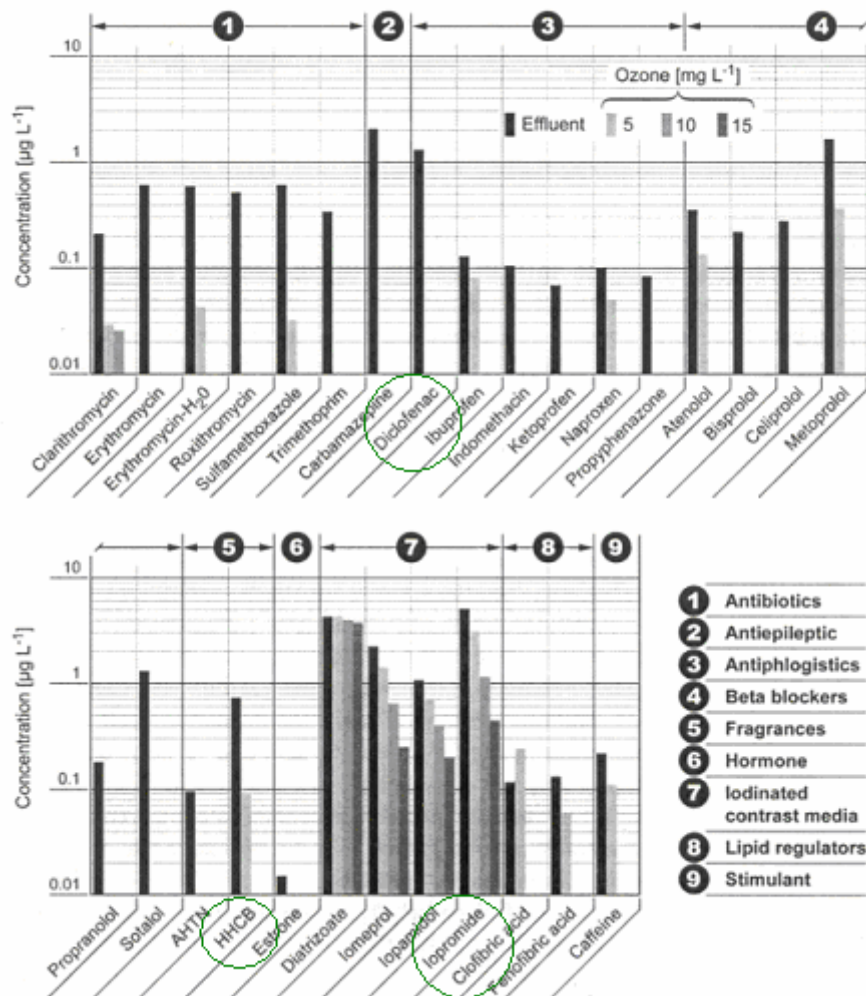 1 2 3 4
Ozone [mg L-1]
Effluent 5 10 15
Concentration [µg L-1]
10
1
0.1
0.01
Clarithromycin
Erythromycin
Erythromycin-H20
Roxithromycin
Sulfamethoxazole
Trimethoprim
Carbamazepine
Diclofenac
Ibuprofen
Indomethacin
Ketoprofen
Naproxen
Propyphenazone
Atenolol
Bisprolol
Celiprolol
Metoprolol
5 6 7 8 9
Concentration [µg L-1]
10
1
0.1
0.01
Propranolol
Sotalol
AHTN
HHCB
Estrone
Diatrizoate
Iomeprol
Iopamidol
Iopromide
Clofibric acid
Fenofibric acid
Caffeine
1 Antibiotics
2 Antiepileptic
3 Antiphlogistics
4 Beta blockers
5 Fragrances
6 Hormone
7 Iodinated
contrast media
8 Lipid regulators
9 Stimulant